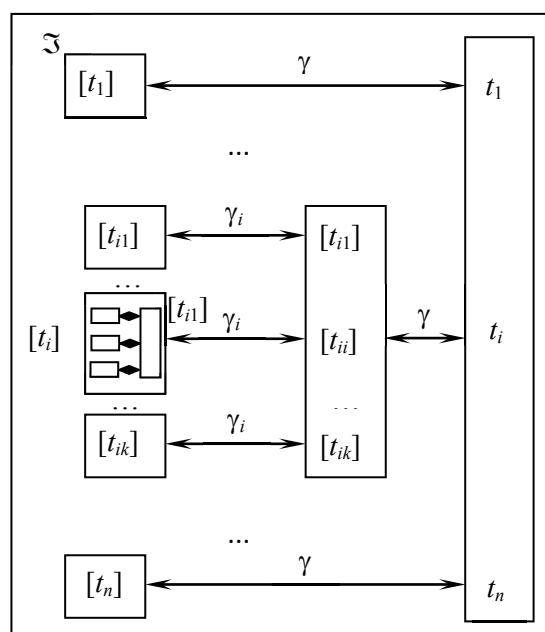 ℑ
[t₁] γ t₁
...
[tᵢ₁] γᵢ [tᵢ₁]
...
[tᵢ] [tᵢ₁] γᵢ [tᵢᵢ] γ tᵢ
... ...
[tᵢₖ] γᵢ [tᵢₖ]
...
[tₙ] γ tₙ